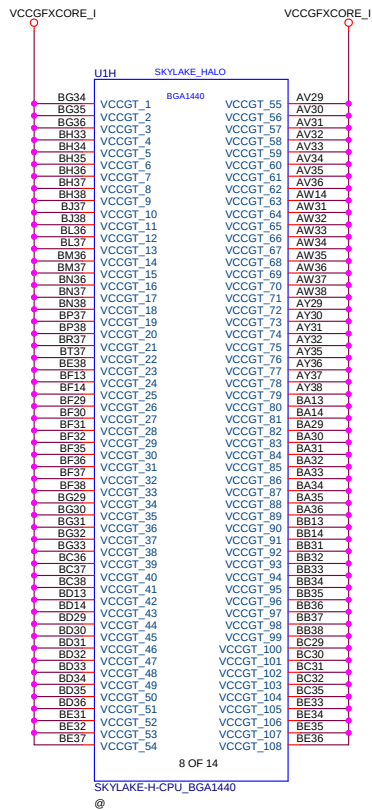 VCCGFXCORE_I VCCGFXCORE_I
U1H SKYLAKE_HALO
BGA1440
BG34 VCCGT_1 VCCGT_55 AV29
BG35 VCCGT_2 VCCGT_56 AV30
BG36 VCCGT_3 VCCGT_57 AV31
BH33 VCCGT_4 VCCGT_58 AV32
BH34 VCCGT_5 VCCGT_59 AV33
BH35 VCCGT_6 VCCGT_60 AV34
BH36 VCCGT_7 VCCGT_61 AV35
BH37 VCCGT_8 VCCGT_62 AV36
BH38 VCCGT_9 VCCGT_63 AW14
BJ37 VCCGT_10 VCCGT_64 AW31
BJ38 VCCGT_11 VCCGT_65 AW32
BL36 VCCGT_12 VCCGT_66 AW33
BL37 VCCGT_13 VCCGT_67 AW34
BM36 VCCGT_14 VCCGT_68 AW35
BM37 VCCGT_15 VCCGT_69 AW36
BN36 VCCGT_16 VCCGT_70 AW37
BN37 VCCGT_17 VCCGT_71 AW38
BN38 VCCGT_18 VCCGT_72 AY29
BP37 VCCGT_19 VCCGT_73 AY30
BP38 VCCGT_20 VCCGT_74 AY31
BR37 VCCGT_21 VCCGT_75 AY32
BT37 VCCGT_22 VCCGT_76 AY35
BE38 VCCGT_23 VCCGT_77 AY36
BF13 VCCGT_24 VCCGT_78 AY37
BF14 VCCGT_25 VCCGT_79 AY38
BF29 VCCGT_26 VCCGT_80 BA13
BF30 VCCGT_27 VCCGT_81 BA14
BF31 VCCGT_28 VCCGT_82 BA29
BF32 VCCGT_29 VCCGT_83 BA30
BF35 VCCGT_30 VCCGT_84 BA31
BF36 VCCGT_31 VCCGT_85 BA32
BF37 VCCGT_32 VCCGT_86 BA33
BF38 VCCGT_33 VCCGT_87 BA34
BG29 VCCGT_34 VCCGT_88 BA35
BG30 VCCGT_35 VCCGT_89 BA36
BG31 VCCGT_36 VCCGT_90 BB13
BG32 VCCGT_37 VCCGT_91 BB14
BG33 VCCGT_38 VCCGT_92 BB31
BC36 VCCGT_39 VCCGT_93 BB32
BC37 VCCGT_40 VCCGT_94 BB33
BC38 VCCGT_41 VCCGT_95 BB34
BD13 VCCGT_42 VCCGT_96 BB35
BD14 VCCGT_43 VCCGT_97 BB36
BD29 VCCGT_44 VCCGT_98 BB37
BD30 VCCGT_45 VCCGT_99 BB38
BD31 VCCGT_46 VCCGT_100 BC29
BD32 VCCGT_47 VCCGT_101 BC30
BD33 VCCGT_48 VCCGT_102 BC31
BD34 VCCGT_49 VCCGT_103 BC32
BD35 VCCGT_50 VCCGT_104 BC35
BD36 VCCGT_51 VCCGT_105 BE33
BE31 VCCGT_52 VCCGT_106 BE34
BE32 VCCGT_53 VCCGT_107 BE35
BE37 VCCGT_54 VCCGT_108 BE36
8 OF 14
SKYLAKE-H-CPU_BGA1440
@